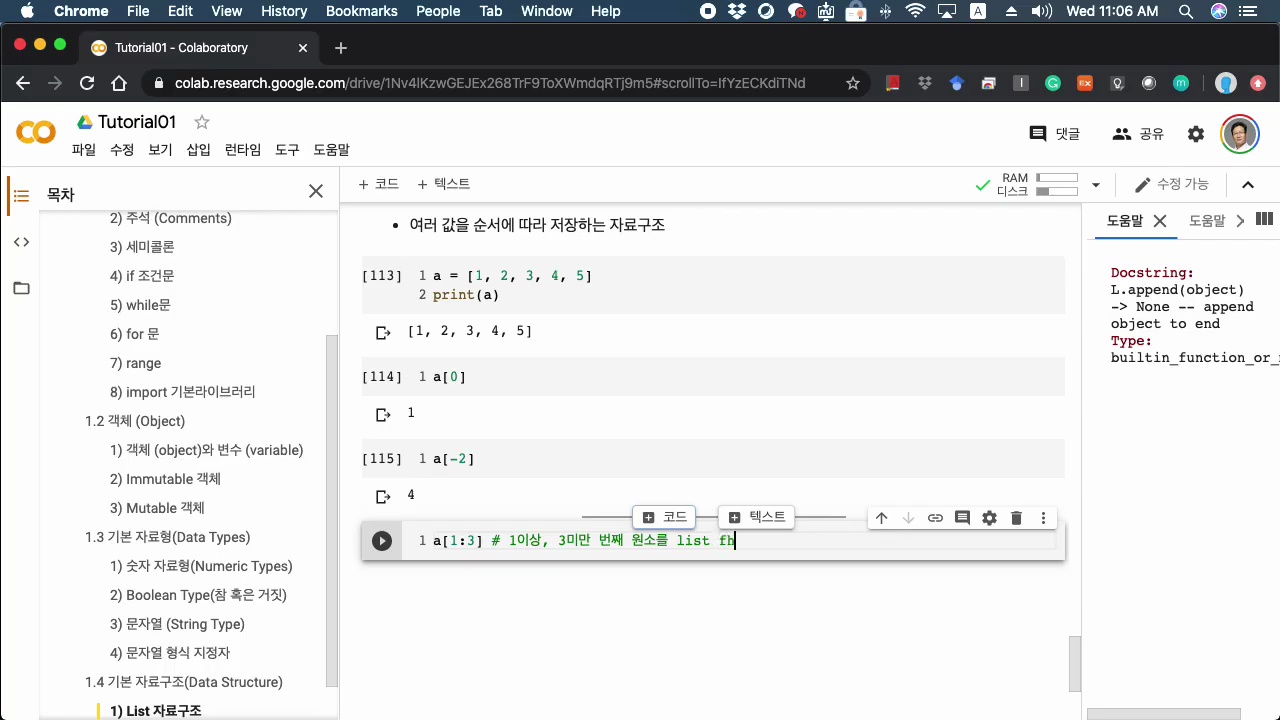 Chrome File Edit View History Bookmarks People Tab Window Help Wed 11:06 AM
Tutorial01 - Colaboratory
colab.research.google.com/drive/1Nv4lKzwGEJEx268TrF9ToXWmdqRTj9m5#scrollTo=IfYzECKdiTNd
Tutorial01
댓글 공유
파일 수정 보기 삽입 런타임 도구 도움말
목차
2) 주석 (Comments)
3) 세미콜론
4) if 조건문
5) while문
6) for 문
7) range
8) import 기본라이브러리
1.2 객체 (Object)
1) 객체 (object)와 변수 (variable)
2) Immutable 객체
3) Mutable 객체
1.3 기본 자료형(Data Types)
1) 숫자 자료형(Numeric Types)
2) Boolean Type(참 혹은 거짓)
3) 문자열 (String Type)
4) 문자열 형식 지정자
1.4 기본 자료구조(Data Structure)
1) List 자료구조
+ 코드 + 텍스트
RAM
디스크
수정 가능
• 여러 값을 순서에 따라 저장하는 자료구조
[113] 1 a = [1, 2, 3, 4, 5]
2 print(a)
[1, 2, 3, 4, 5]
[114] 1 a[0]
1
[115] 1 a[-2]
4
코드 텍스트
1 a[1:3] # 1이상, 3미만 번째 원소를 list fh
도움말 도움말
Docstring:
L.append(object)
-> None -- append
object to end
Type:
builtin_function_or_